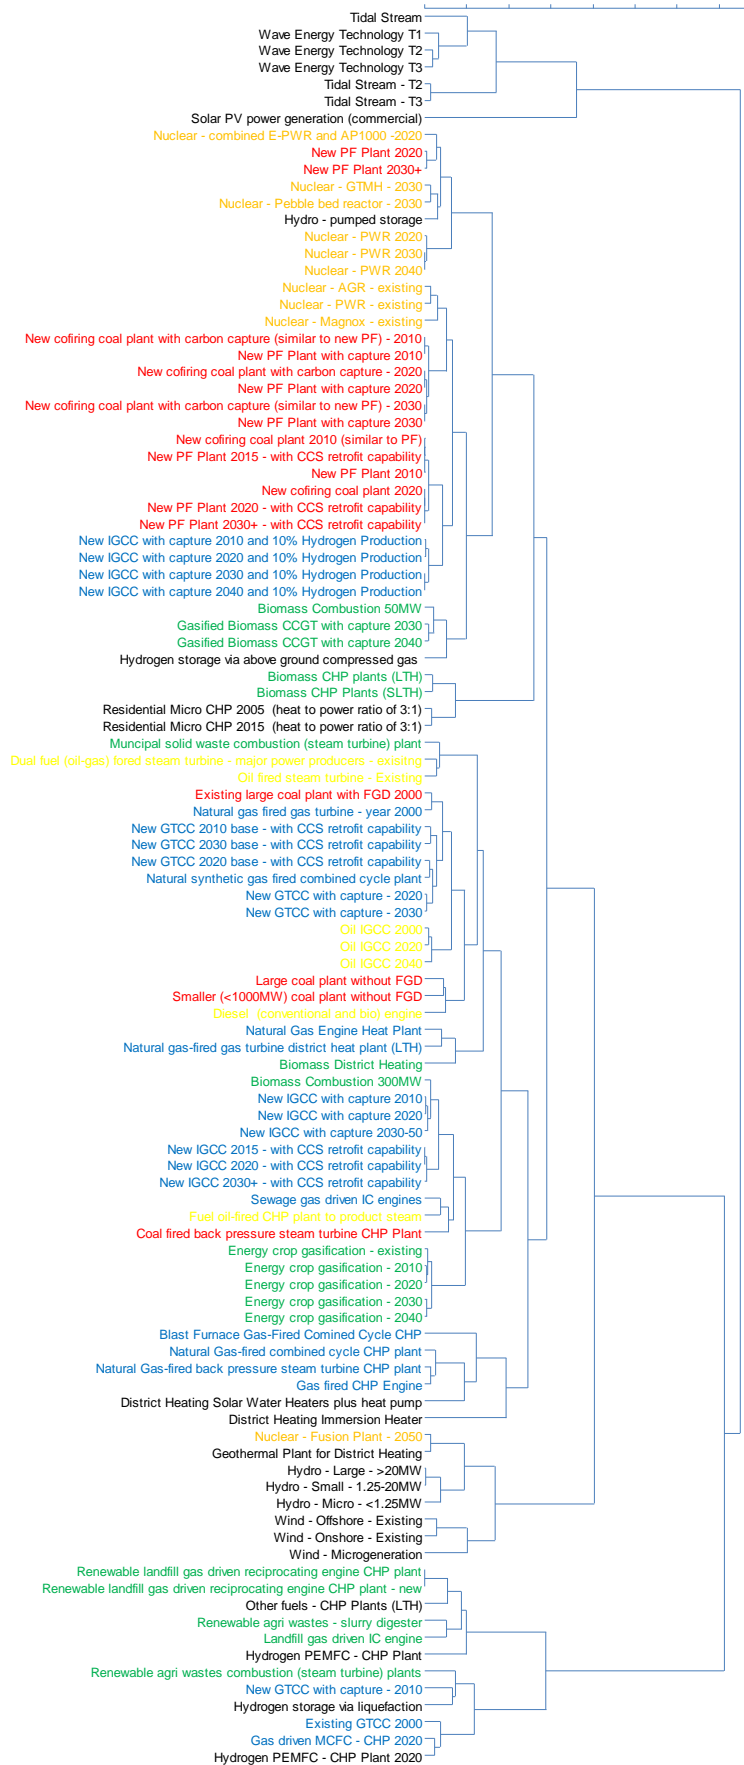 Tidal Stream
Wave Energy Technology T1
Wave Energy Technology T2
Wave Energy Technology T3
Tidal Stream - T2
Tidal Stream - T3
Solar PV power generation (commercial)
Nuclear - combined E-PWR and AP1000 -2020
New PF Plant 2020
New PF Plant 2030+
Nuclear - GTMH - 2030
Nuclear - Pebble bed reactor - 2030
Hydro - pumped storage
Nuclear - PWR 2020
Nuclear - PWR 2030
Nuclear - PWR 2040
Nuclear - AGR - existing
Nuclear - PWR - existing
Nuclear - Magnox - existing
New cofiring coal plant with carbon capture (similar to new PF) - 2010
New PF Plant with capture 2010
New cofiring coal plant with carbon capture - 2020
New PF Plant with capture 2020
New cofiring coal plant with carbon capture (similar to new PF) - 2030
New PF Plant with capture 2030
New cofiring coal plant 2010 (similar to PF)
New PF Plant 2015 - with CCS retrofit capability
New PF Plant 2010
New cofiring coal plant 2020
New PF Plant 2020 - with CCS retrofit capability
New PF Plant 2030+ - with CCS retrofit capability
New IGCC with capture 2010 and 10% Hydrogen Production
New IGCC with capture 2020 and 10% Hydrogen Production
New IGCC with capture 2030 and 10% Hydrogen Production
New IGCC with capture 2040 and 10% Hydrogen Production
Biomass Combustion 50MW
Gasified Biomass CCGT with capture 2030
Gasified Biomass CCGT with capture 2040
Hydrogen storage via above ground compressed gas
Biomass CHP plants (LTH)
Biomass CHP Plants (SLTH)
Residential Micro CHP 2005 (heat to power ratio of 3:1)
Residential Micro CHP 2015 (heat to power ratio of 3:1)
Muncipal solid waste combustion (steam turbine) plant
Dual fuel (oil-gas) fored steam turbine - major power producers - exisitng
Oil fired steam turbine - Existing
Existing large coal plant with FGD 2000
Natural gas fired gas turbine - year 2000
New GTCC 2010 base - with CCS retrofit capability
New GTCC 2030 base - with CCS retrofit capability
New GTCC 2020 base - with CCS retrofit capability
Natural synthetic gas fired combined cycle plant
New GTCC with capture - 2020
New GTCC with capture - 2030
Oil IGCC 2000
Oil IGCC 2020
Oil IGCC 2040
Large coal plant without FGD
Smaller (<1000MW) coal plant without FGD
Diesel (conventional and bio) engine
Natural Gas Engine Heat Plant
Natural gas-fired gas turbine district heat plant (LTH)
Biomass District Heating
Biomass Combustion 300MW
New IGCC with capture 2010
New IGCC with capture 2020
New IGCC with capture 2030-50
New IGCC 2015 - with CCS retrofit capability
New IGCC 2020 - with CCS retrofit capability
New IGCC 2030+ - with CCS retrofit capability
Sewage gas driven IC engines
Fuel oil-fired CHP plant to product steam
Coal fired back pressure steam turbine CHP Plant
Energy crop gasification - existing
Energy crop gasification - 2010
Energy crop gasification - 2020
Energy crop gasification - 2030
Energy crop gasification - 2040
Blast Furnace Gas-Fired Comined Cycle CHP
Natural Gas-fired combined cycle CHP plant
Natural Gas-fired back pressure steam turbine CHP plant
Gas fired CHP Engine
District Heating Solar Water Heaters plus heat pump
District Heating Immersion Heater
Nuclear - Fusion Plant - 2050
Geothermal Plant for District Heating
Hydro - Large - >20MW
Hydro - Small - 1.25-20MW
Hydro - Micro - <1.25MW
Wind - Offshore - Existing
Wind - Onshore - Existing
Wind - Microgeneration
Renewable landfill gas driven reciprocating engine CHP plant
Renewable landfill gas driven reciprocating engine CHP plant - new
Other fuels - CHP Plants (LTH)
Renewable agri wastes - slurry digester
Landfill gas driven IC engine
Hydrogen PEMFC - CHP Plant
Renewable agri wastes combustion (steam turbine) plants
New GTCC with capture - 2010
Hydrogen storage via liquefaction
Existing GTCC 2000
Gas driven MCFC - CHP 2020
Hydrogen PEMFC - CHP Plant 2020